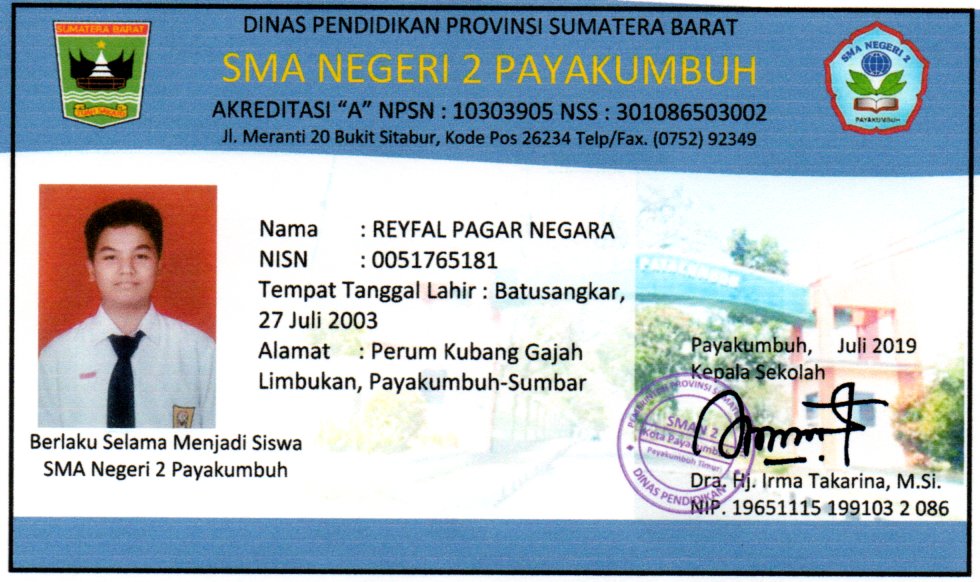 DINAS PENDIDIKAN PROVINSI SUMATERA BARAT
SMA NEGERI 2 PAYAKUMBUH
AKREDITASI “A” NPSN : 10303905 NSS : 301086503002
Jl. Meranti 20 Bukit Sitabur, Kode Pos 26234 Telp/Fax. (0752) 92349
SUMATERA BARAT
SMA NEGERI 2
PAYAKUMBUH
Nama : REYFAL PAGAR NEGARA
NISN : 0051765181
Tempat Tanggal Lahir : Batusangkar,
27 Juli 2003
Alamat : Perum Kubang Gajah
Limbukan, Payakumbuh-Sumbar
Berlaku Selama Menjadi Siswa
SMA Negeri 2 Payakumbuh
Payakumbuh, Juli 2019
Kepala Sekolah
PROVINSI
SMAN 2
Kota
Payakumbuh Timur
DINAS PENDIDIKAN
Dra. Hj. Irma Takarina, M.Si.
NIP. 19651115 199103 2 086